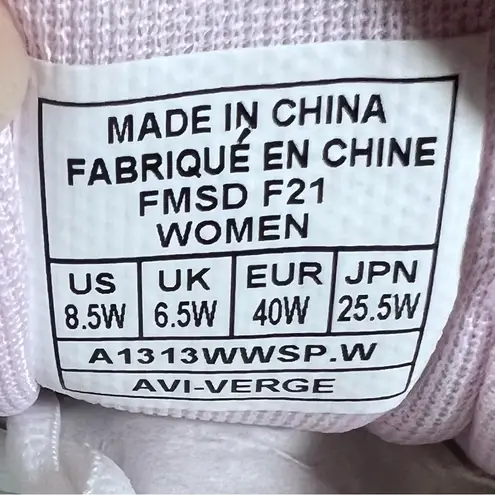 MADE IN CHINA
FABRIQUÉ EN CHINE
FMSD F21
WOMEN
US UK EUR JPN
8.5W 6.5W 40W 25.5W
A1313WWSP.W
AVI-VERGE